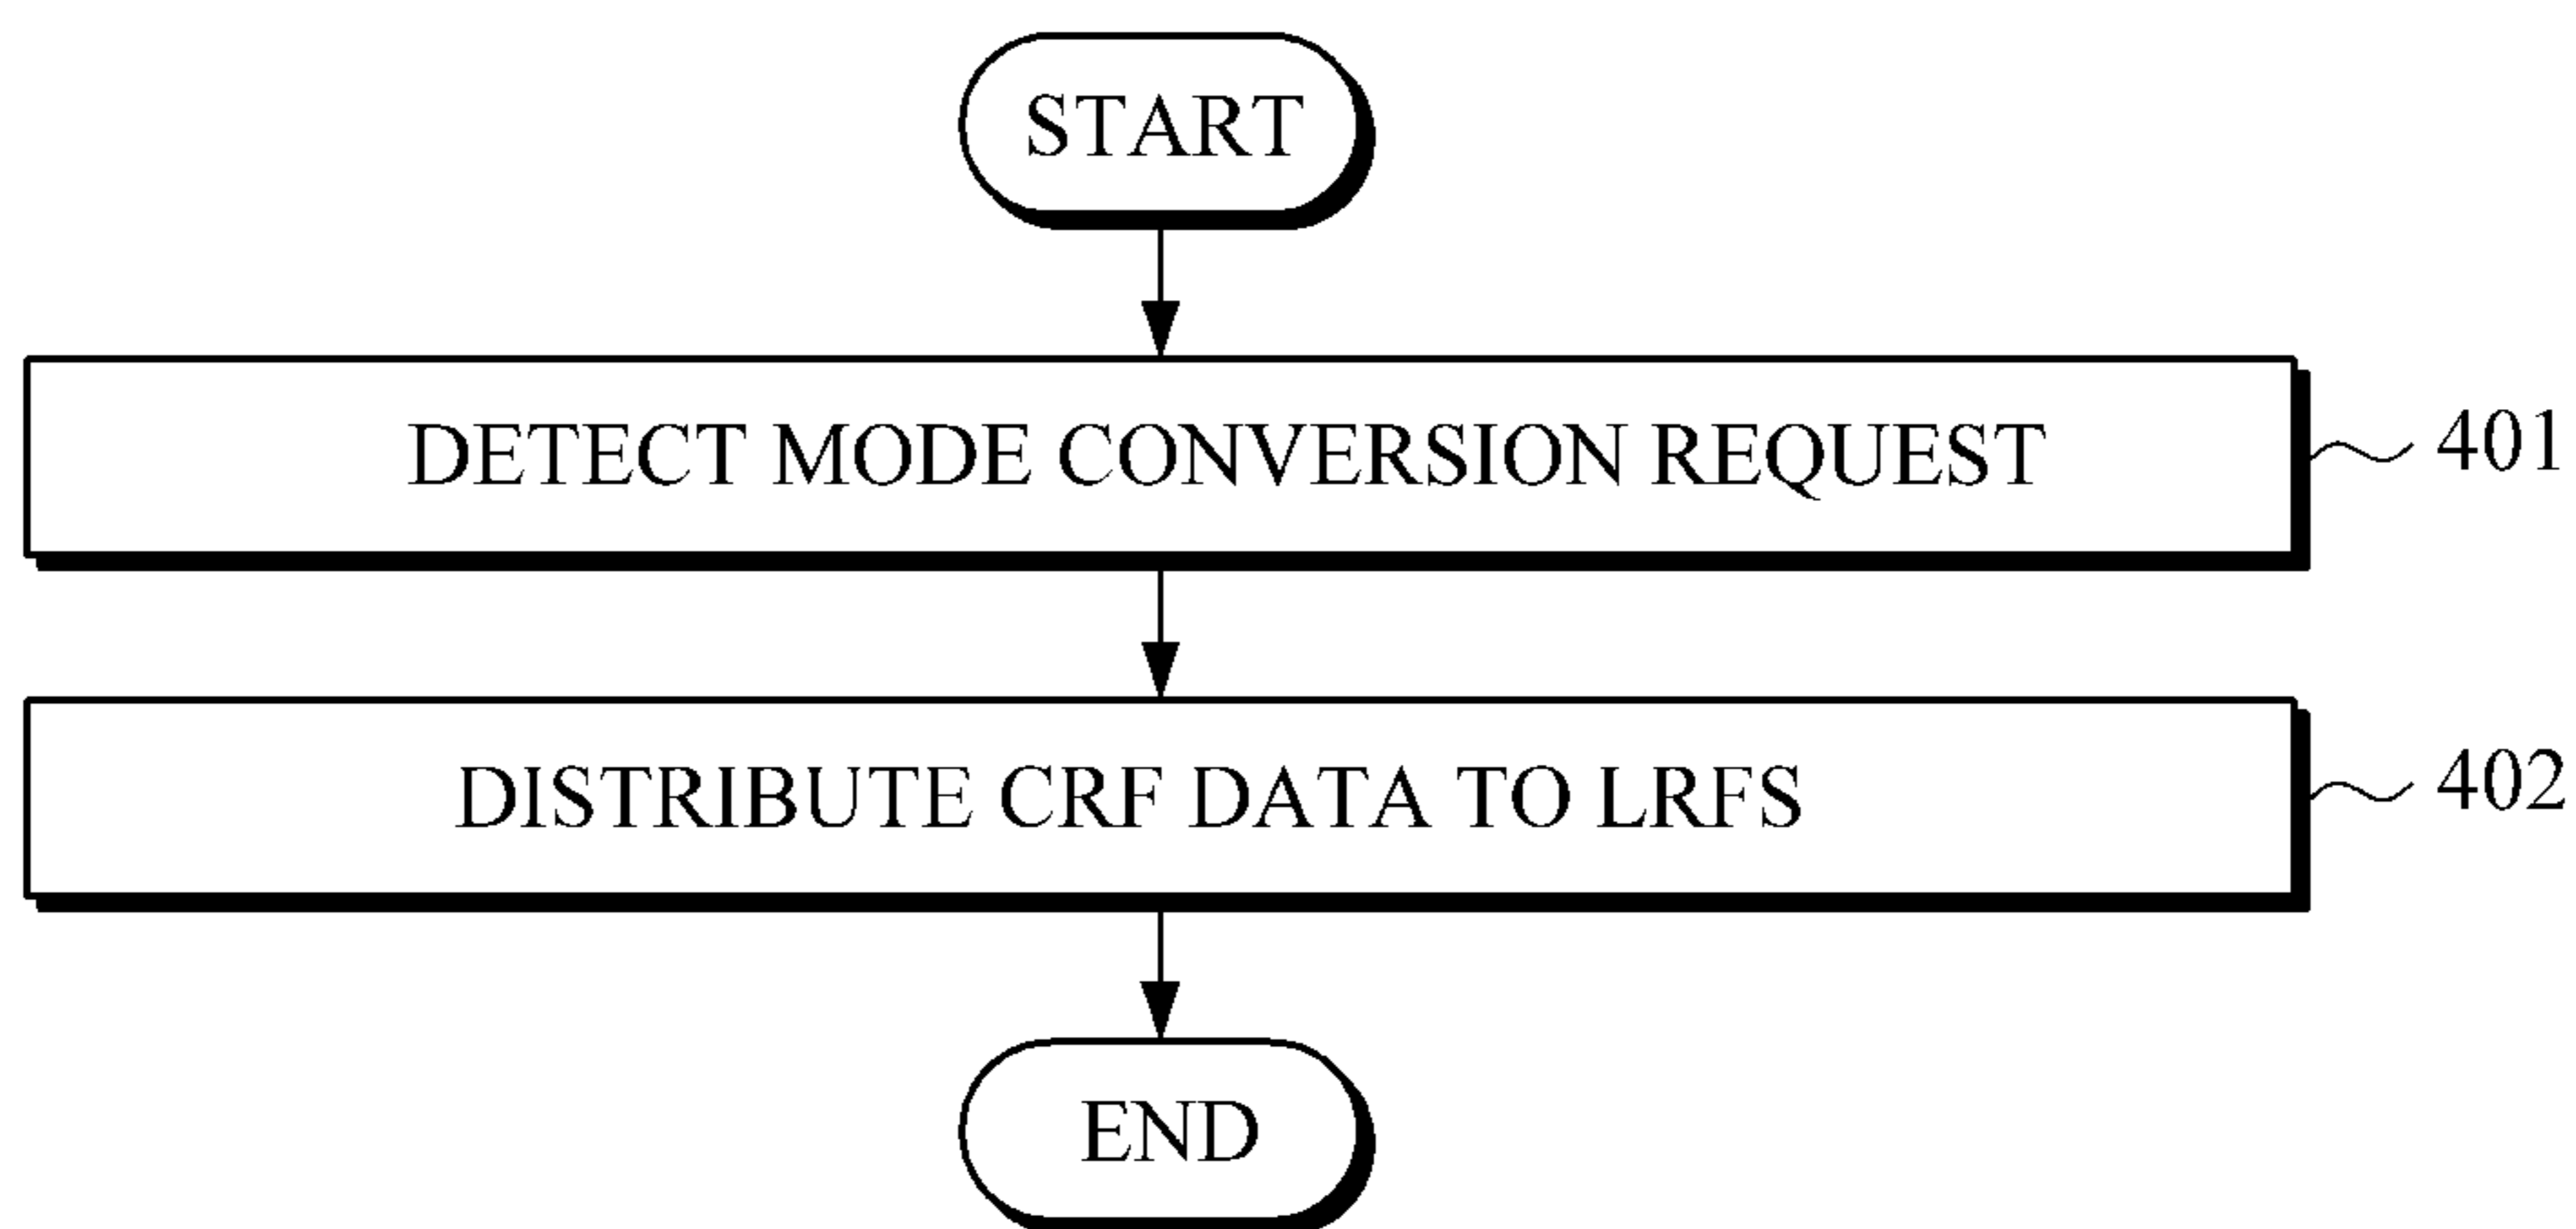 START
DETECT MODE CONVERSION REQUEST
401
DISTRIBUTE CRF DATA TO LRFS
402
END